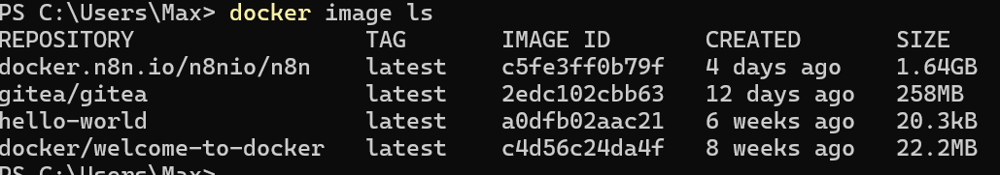 PS C:\Users\Max> docker image ls
REPOSITORY TAG IMAGE ID CREATED SIZE
docker.n8n.io/n8nio/n8n latest c5fe3ff0b79f 4 days ago 1.64GB
gitea/gitea latest 2edc102cbb63 12 days ago 258MB
hello-world latest a0dfb02aac21 6 weeks ago 20.3kB
docker/welcome-to-docker latest c4d56c24da4f 8 weeks ago 22.2MB
PS C:\Users\Max>